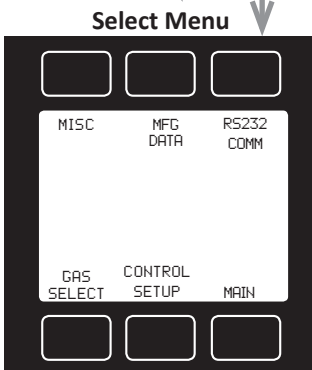 Select Menu
MISC MFG DATA RS232 COMM
GAS SELECT CONTROL SETUP MAIN